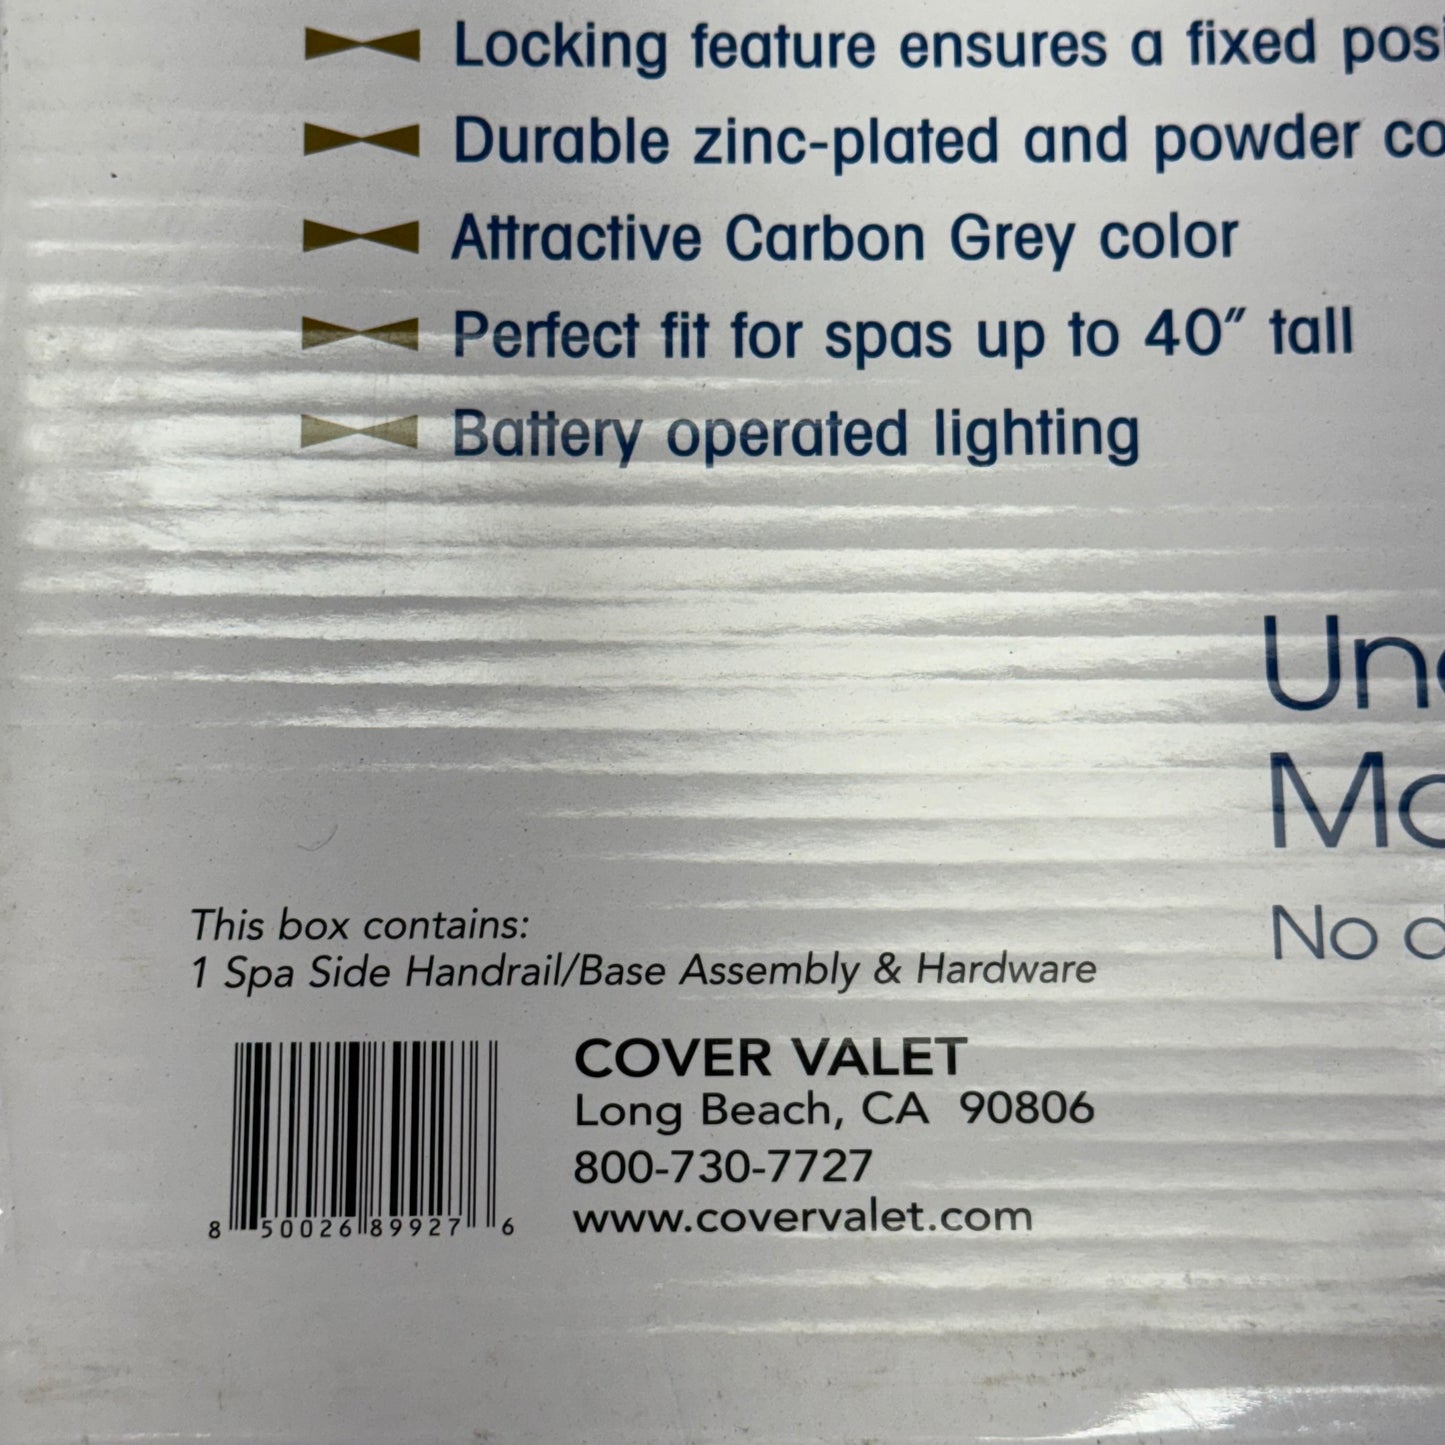 Locking feature ensures a fixed posi
Durable zinc-plated and powder co
Attractive Carbon Grey color
Perfect fit for spas up to 40″ tall
Battery operated lighting
Und
Mo
No
This box contains:
1 Spa Side Handrail/Base Assembly & Hardware
COVER VALET
Long Beach, CA 90806
800-730-7727
www.covervalet.com
8 50026 89927 6